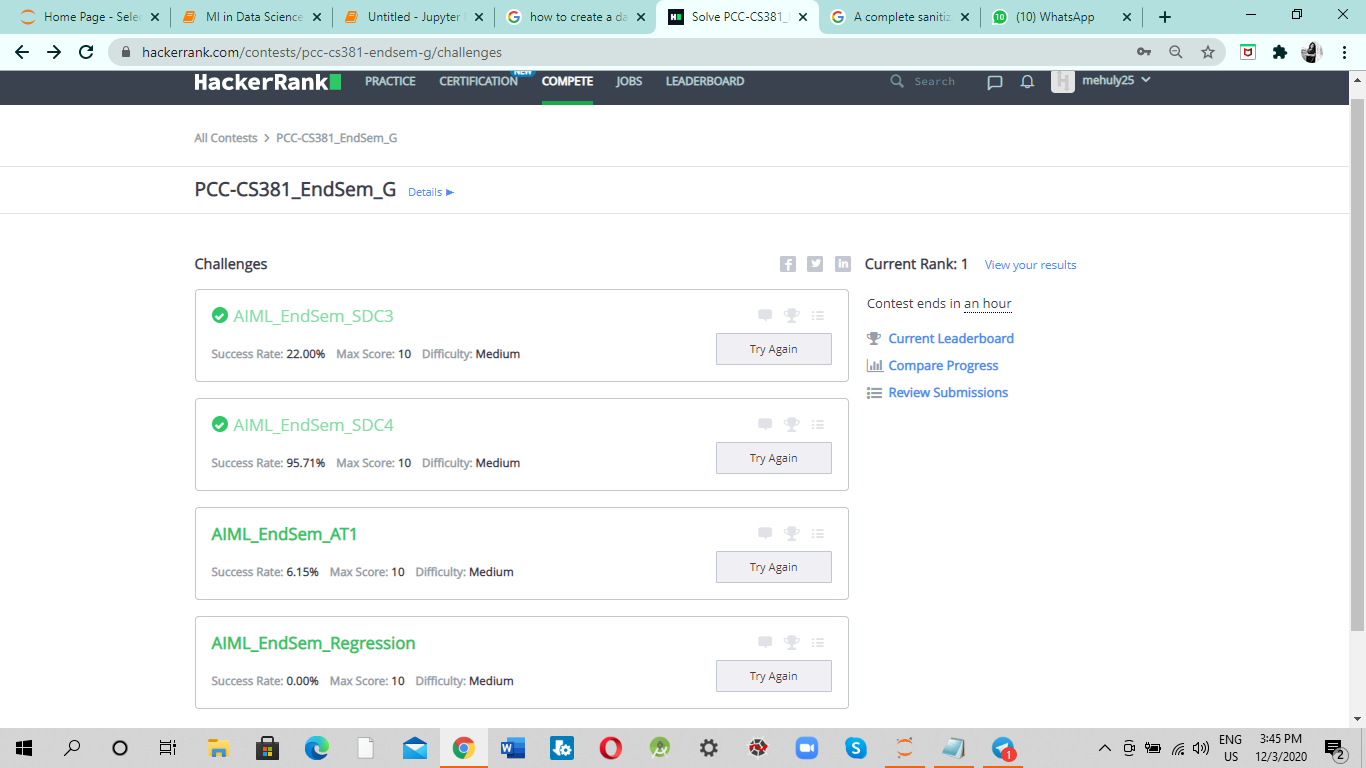 Home Page - Selec
MI in Data Science
Untitled - Jupyter
how to create a da
Solve PCC-CS381_
A complete sanitiz
(10) WhatsApp
hackerrank.com/contests/pcc-cs381-endsem-g/challenges
HackerRank PRACTICE CERTIFICATION NEW COMPETE JOBS LEADERBOARD Search mehuly25
All Contests > PCC-CS381_EndSem_G
PCC-CS381_EndSem_G Details
Challenges
AIML_EndSem_SDC3
Success Rate: 22.00% Max Score: 10 Difficulty: Medium
Try Again
AIML_EndSem_SDC4
Success Rate: 95.71% Max Score: 10 Difficulty: Medium
Try Again
AIML_EndSem_AT1
Success Rate: 6.15% Max Score: 10 Difficulty: Medium
Try Again
AIML_EndSem_Regression
Success Rate: 0.00% Max Score: 10 Difficulty: Medium
Try Again
Current Rank: 1 View your results
Contest ends in an hour
Current Leaderboard
Compare Progress
Review Submissions
ENG
US
3:45 PM
12/3/2020